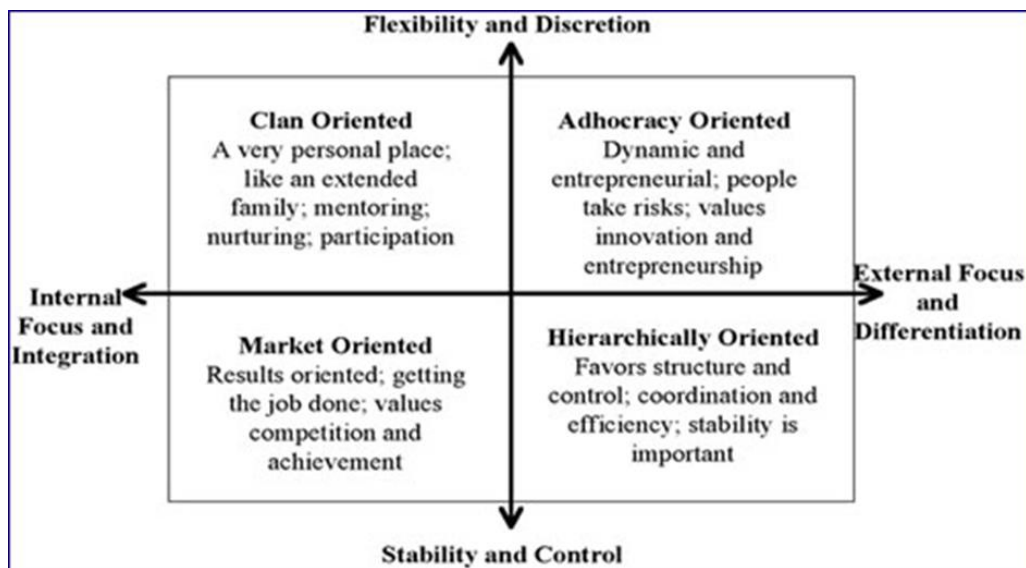 Flexibility and Discretion
Clan Oriented
A very personal place;
like an extended
family; mentoring;
nurturing; participation
Adhocracy Oriented
Dynamic and
entrepreneurial; people
take risks; values
innovation and
entrepreneurship
Internal
Focus and
Integration
External Focus
and
Differentiation
Market Oriented
Results oriented; getting
the job done; values
competition and
achievement
Hierarchically Oriented
Favors structure and
control; coordination and
efficiency; stability is
important
Stability and Control